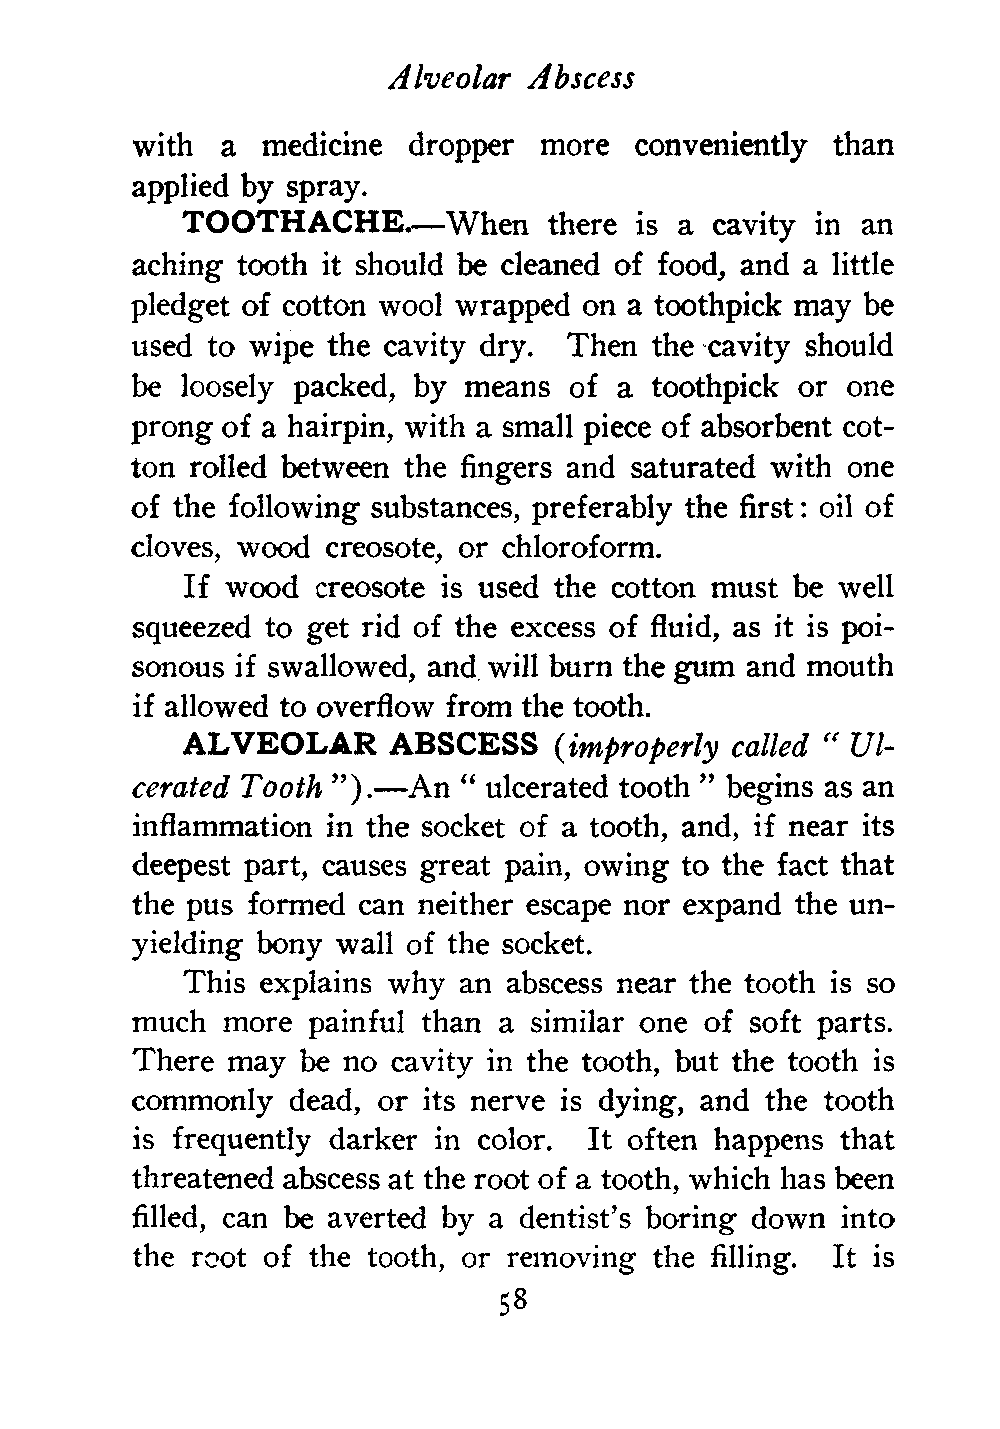 Alveolar Abscess
with a medicine dropper more conveniently than
applied by spray.
TOOTHACHE.—When there is a cavity in an
aching tooth it should be cleaned of food, and a little
pledget of cotton wool wrapped on a toothpick may be
used to wipe the cavity dry. Then the cavity should
be loosely packed, by means of a toothpick or one
prong of a hairpin, with a small piece of absorbent cot-
ton rolled between the fingers and saturated with one
of the following substances, preferably the first: oil of
cloves, wood creosote, or chloroform.
If wood creosote is used the cotton must be well
squeezed to get rid of the excess of fluid, as it is poi-
sonous if swallowed, and will burn the gum and mouth
if allowed to overflow from the tooth.
ALVEOLAR ABSCESS (improperly called " Ul-
cerated Tooth ").—An " ulcerated tooth " begins as an
inflammation in the socket of a tooth, and, if near its
deepest part, causes great pain, owing to the fact that
the pus formed can neither escape nor expand the un-
yielding bony wall of the socket.
This explains why an abscess near the tooth is so
much more painful than a similar one of soft parts.
There may be no cavity in the tooth, but the tooth is
commonly dead, or its nerve is dying, and the tooth
is frequently darker in color. It often happens that
threatened abscess at the root of a tooth, which has been
filled, can be averted by a dentist's boring down into
the root of the tooth, or removing the filling. It is
58